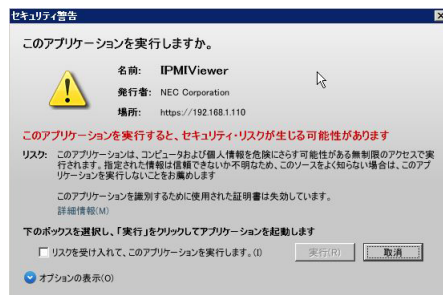 セキュリティ警告
このアプリケーションを実行しますか。
名前: IPMIViewer
発行者: NEC Corporation
場所: https://192.168.1.110
このアプリケーションを実行すると、セキュリティ・リスクが生じる可能性があります
リスク: このアプリケーションは、コンピュータおよび個人情報を危険にさらす可能性がある無制限のアクセスで実
行されます。指定された情報は信頼できないか不明なため、このソースをよく知らない場合は、このアプ
リケーションを実行しないことをお薦めします
このアプリケーションを識別するために使用された証明書は失効しています。
詳細情報(M)
下のボックスを選択し、「実行」をクリックしてアプリケーションを起動します
リスクを受け入れて、このアプリケーションを実行します。(I) 実行(R) 取消
オプションの表示(O)